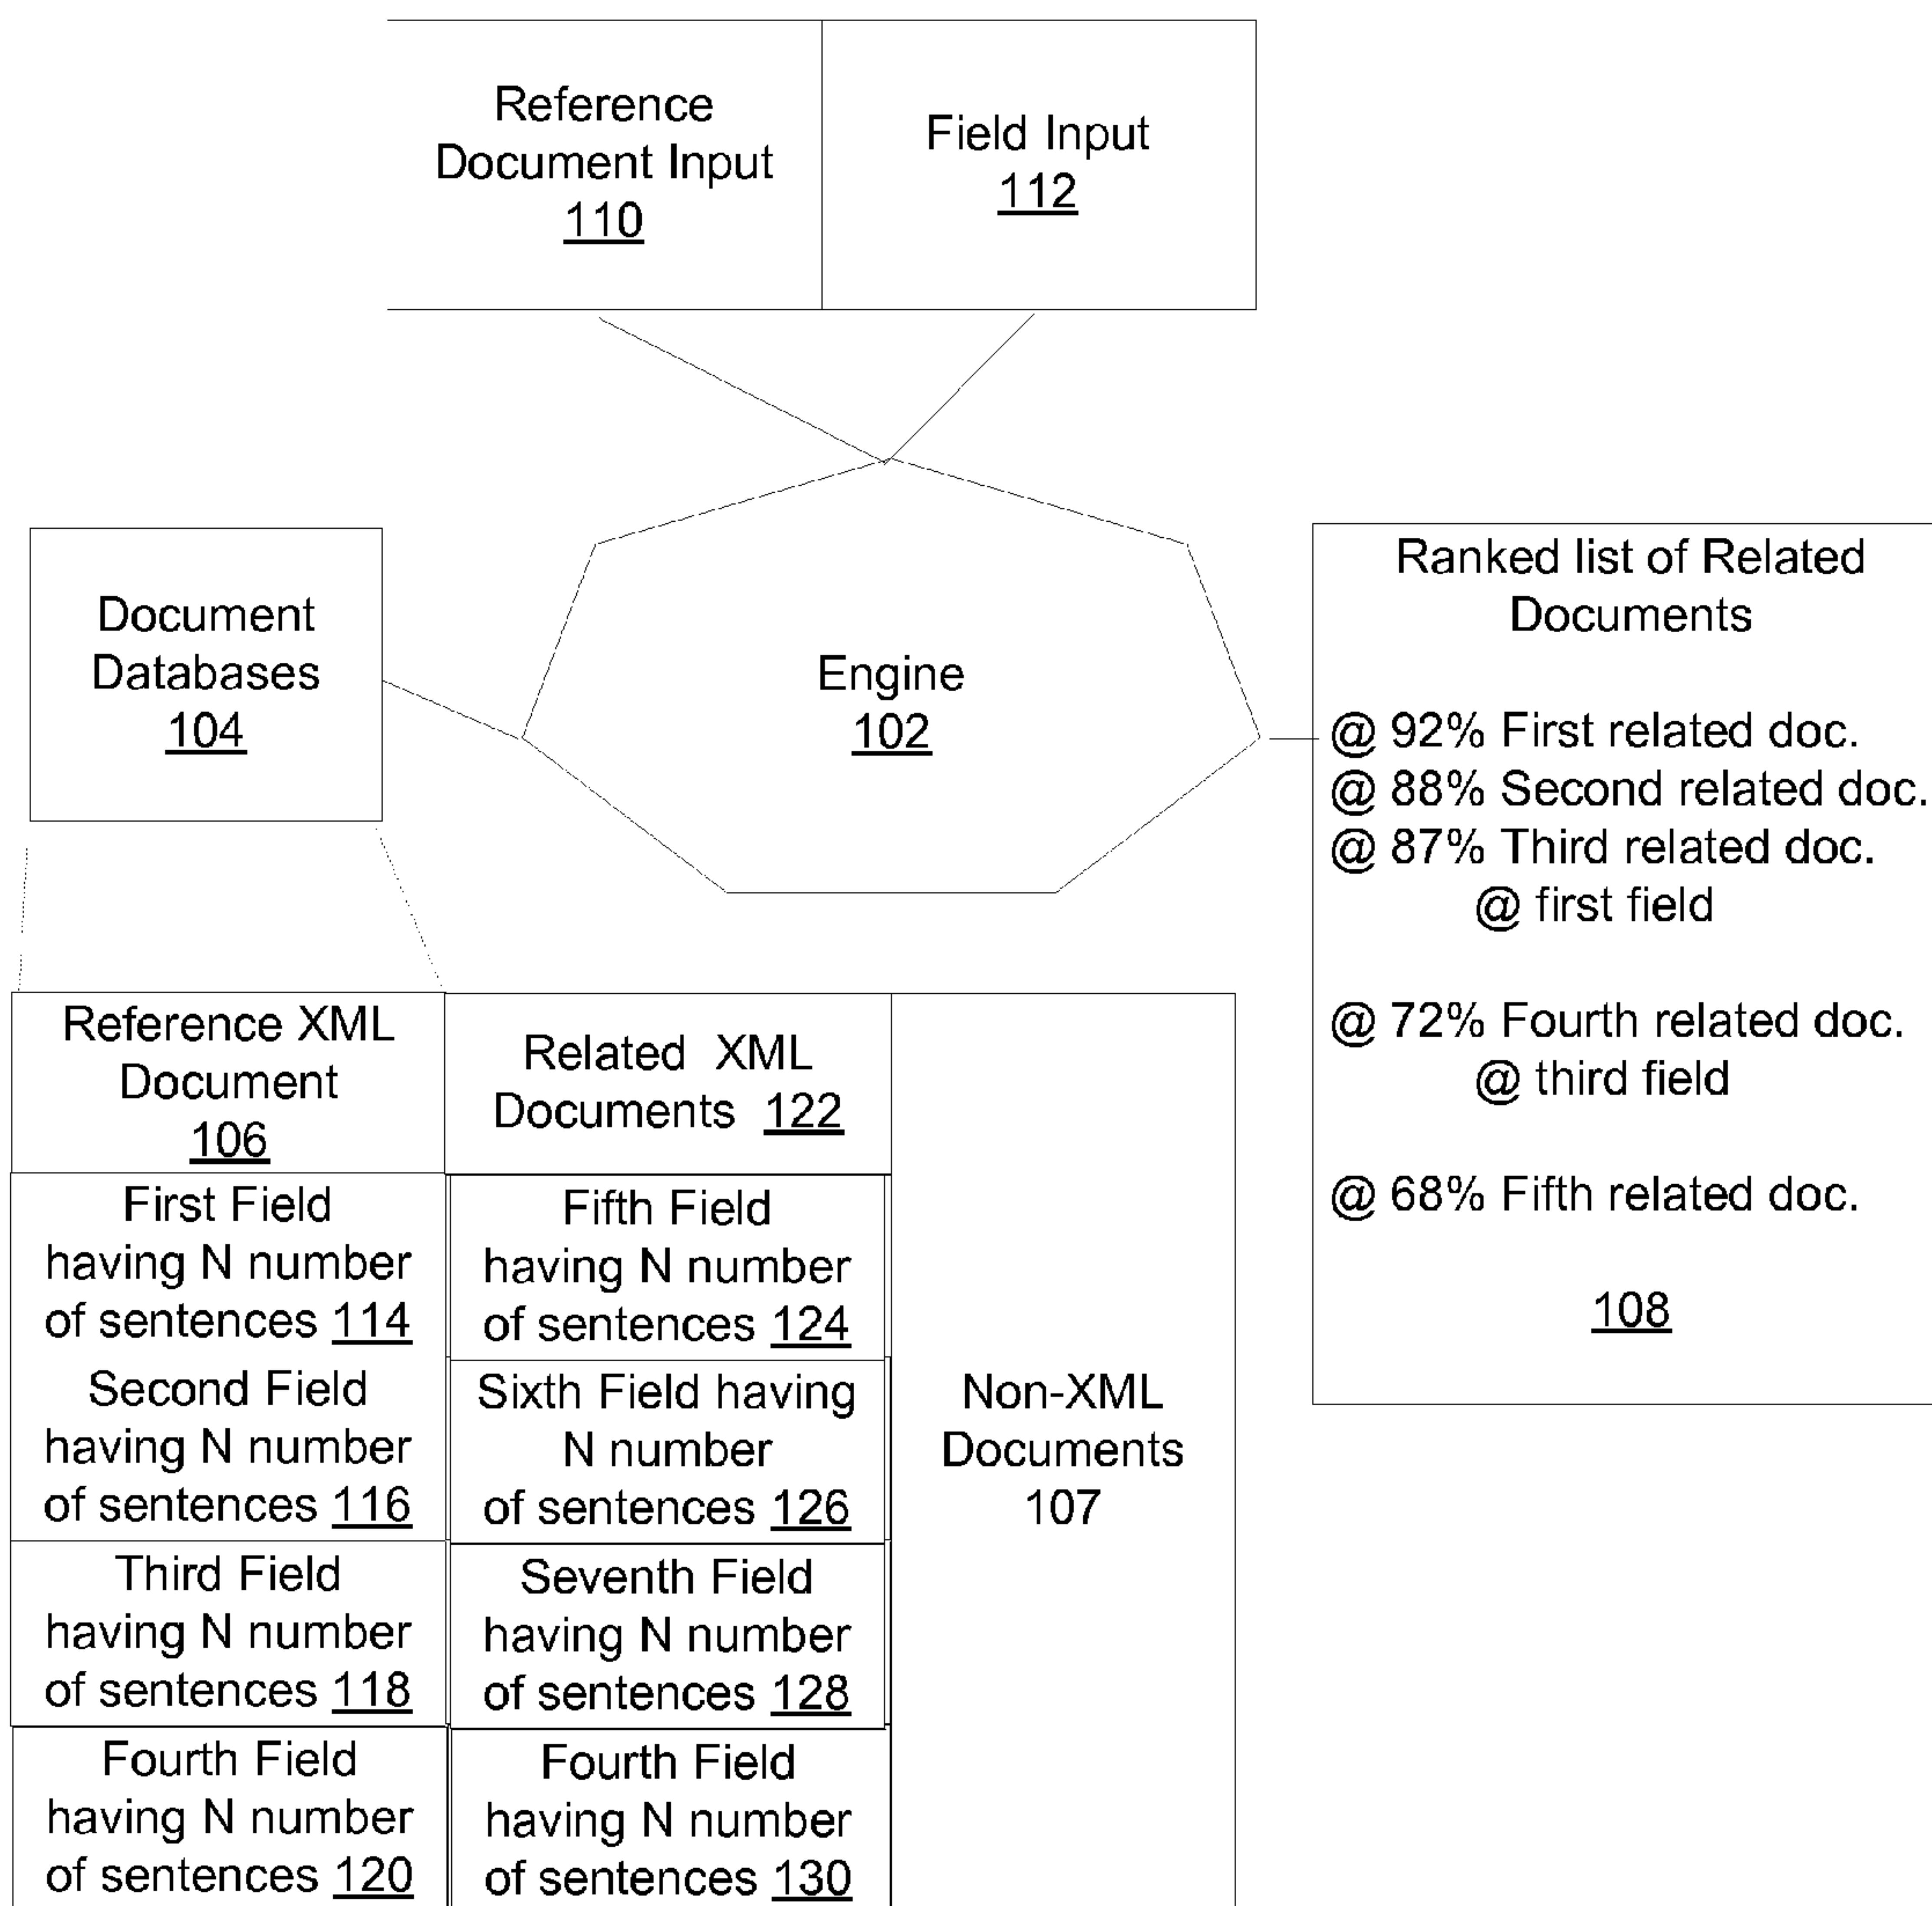 Reference
Document Input
110
Field Input
112
Document
Databases
104
Engine
102
Ranked list of Related
Documents
@ 92% First related doc.
@ 88% Second related doc.
@ 87% Third related doc.
@ first field
@ 72% Fourth related doc.
@ third field
@ 68% Fifth related doc.
108
Reference XML
Document
106
First Field
having N number
of sentences 114
Second Field
having N number
of sentences 116
Third Field
having N number
of sentences 118
Fourth Field
having N number
of sentences 120
Related XML
Documents 122
Fifth Field
having N number
of sentences 124
Sixth Field having
N number
of sentences 126
Seventh Field
having N number
of sentences 128
Fourth Field
having N number
of sentences 130
Non-XML
Documents
107